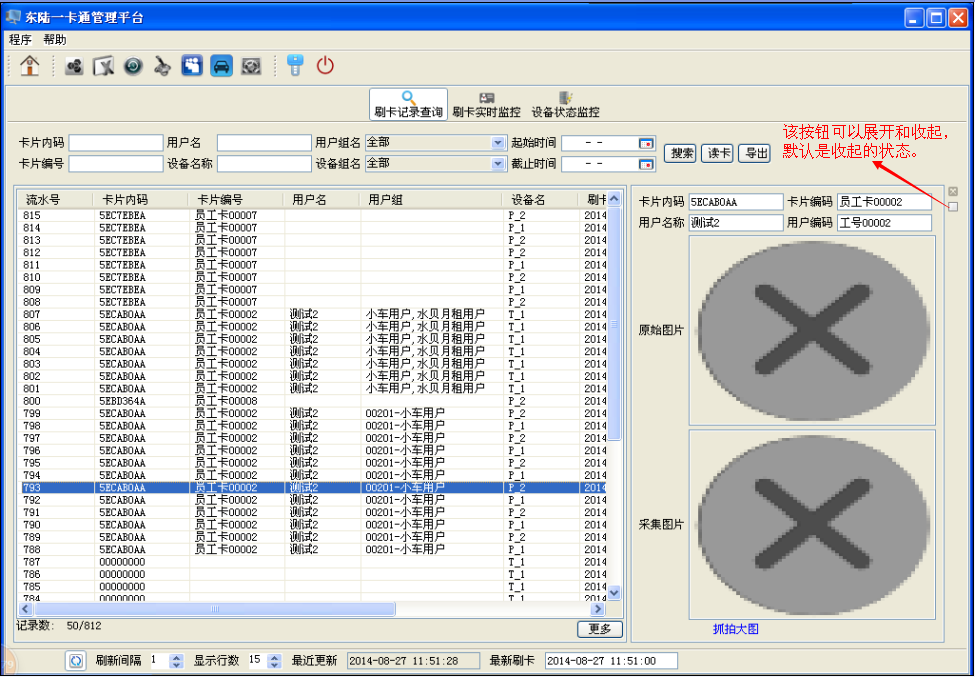 东陆一卡通管理平台
程序 帮助
刷卡记录查询 刷卡实时监控 设备状态监控
卡片内码 用户名 用户组名 全部 起始时间 - -
卡片编号 设备名称 设备组名 全部 截止时间 - -
搜索 读卡 导出
该按钮可以展开和收起，
默认是收起的状态。
流水号 卡片内码 卡片编号 用户名 用户组 设备名 刷卡
815 5EC7EBEA 员工卡00007 P_2 2014
814 5EC7EBEA 员工卡00007 P_1 2014
813 5EC7EBEA 员工卡00007 P_2 2014
812 5EC7EBEA 员工卡00007 P_2 2014
811 5EC7EBEA 员工卡00007 P_1 2014
810 5EC7EBEA 员工卡00007 P_2 2014
809 5EC7EBEA 员工卡00007 P_1 2014
808 5EC7EBEA 员工卡00007 P_2 2014
807 5ECABOAA 员工卡00002 测试2 小车用户,水贝月租用户 T_1 2014
806 5ECABOAA 员工卡00002 测试2 小车用户,水贝月租用户 T_1 2014
805 5ECABOAA 员工卡00002 测试2 小车用户,水贝月租用户 T_1 2014
804 5ECABOAA 员工卡00002 测试2 小车用户,水贝月租用户 T_1 2014
803 5ECABOAA 员工卡00002 测试2 小车用户,水贝月租用户 T_1 2014
802 5ECABOAA 员工卡00002 测试2 小车用户,水贝月租用户 T_1 2014
801 5ECABOAA 员工卡00002 测试2 小车用户,水贝月租用户 T_1 2014
800 5EBD364A 员工卡00008 P_2 2014
799 5ECABOAA 员工卡00002 测试2 00201-小车用户 P_2 2014
798 5ECABOAA 员工卡00002 测试2 00201-小车用户 P_1 2014
797 5ECABOAA 员工卡00002 测试2 00201-小车用户 P_2 2014
796 5ECABOAA 员工卡00002 测试2 00201-小车用户 P_1 2014
795 5ECABOAA 员工卡00002 测试2 00201-小车用户 P_2 2014
794 5ECABOAA 员工卡00002 测试2 00201-小车用户 P_1 2014
793 5ECABOAA 员工卡00002 测试2 00201-小车用户 P_2 2014
792 5ECABOAA 员工卡00002 测试2 00201-小车用户 P_1 2014
791 5ECABOAA 员工卡00002 测试2 00201-小车用户 P_2 2014
790 5ECABOAA 员工卡00002 测试2 00201-小车用户 P_1 2014
789 5ECABOAA 员工卡00002 测试2 00201-小车用户 P_2 2014
788 5ECABOAA 员工卡00002 测试2 00201-小车用户 P_1 2014
787 00000000 T_1 2014
786 00000000 T_1 2014
785 00000000 T_1 2014
784 00000000 T_1 2014
记录数: 50/812
更多
卡片内码 5ECABOAA 卡片编码 员工卡00002
用户名称 测试2 用户编码 工号00002
原始图片
采集图片
抓拍大图
刷新间隔 1 显示行数 15 最近更新 2014-08-27 11:51:28 最新刷卡 2014-08-27 11:51:00